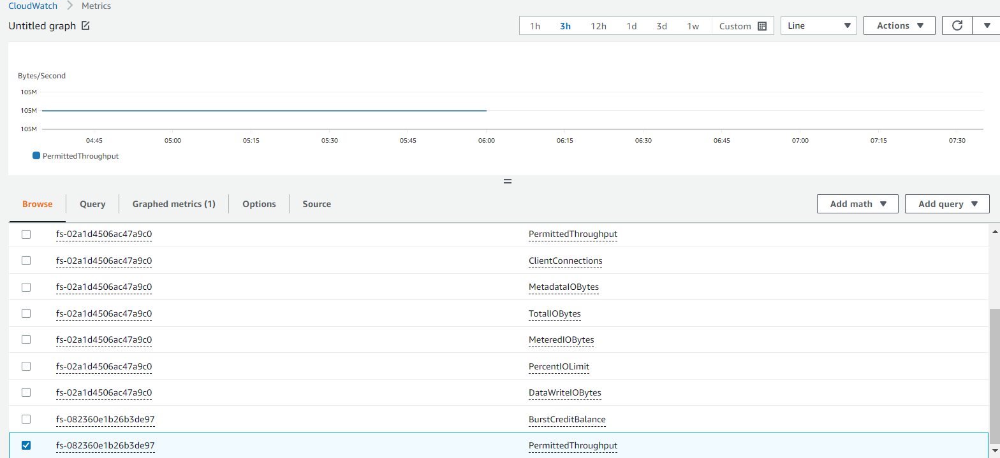 CloudWatch Metrics
Untitled graph
1h 3h 12h 1d 3d 1w Custom Line Actions
Bytes/Second
105M
105M
105M
04:45 05:00 05:15 05:30 05:45 06:00 06:15 06:30 06:45 07:00 07:15 07:30
PermittedThroughput
Browse Query Graphed metrics (1) Options Source Add math Add query
fs-02a1d4506ac47a9c0 PermittedThroughput
fs-02a1d4506ac47a9c0 ClientConnections
fs-02a1d4506ac47a9c0 MetadataIOBytes
fs-02a1d4506ac47a9c0 TotalIOBytes
fs-02a1d4506ac47a9c0 MeteredIOBytes
fs-02a1d4506ac47a9c0 PercentIOLimit
fs-02a1d4506ac47a9c0 DataWriteIOBytes
fs-082360e1b26b3de97 BurstCreditBalance
fs-082360e1b26b3de97 PermittedThroughput